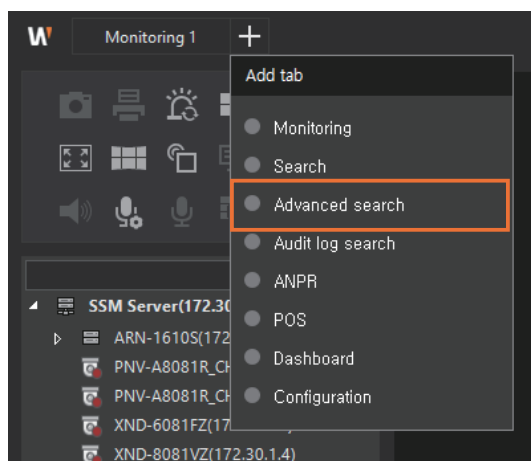 Monitoring 1
Add tab
Monitoring
Search
Advanced search
Audit log search
ANPR
POS
Dashboard
Configuration
SSM Server(172.30
ARN-1610S(172
PNV-A8081R_CH
PNV-A8081R_CH
XND-6081FZ(17
XND-8081VZ(172.30.1.4)